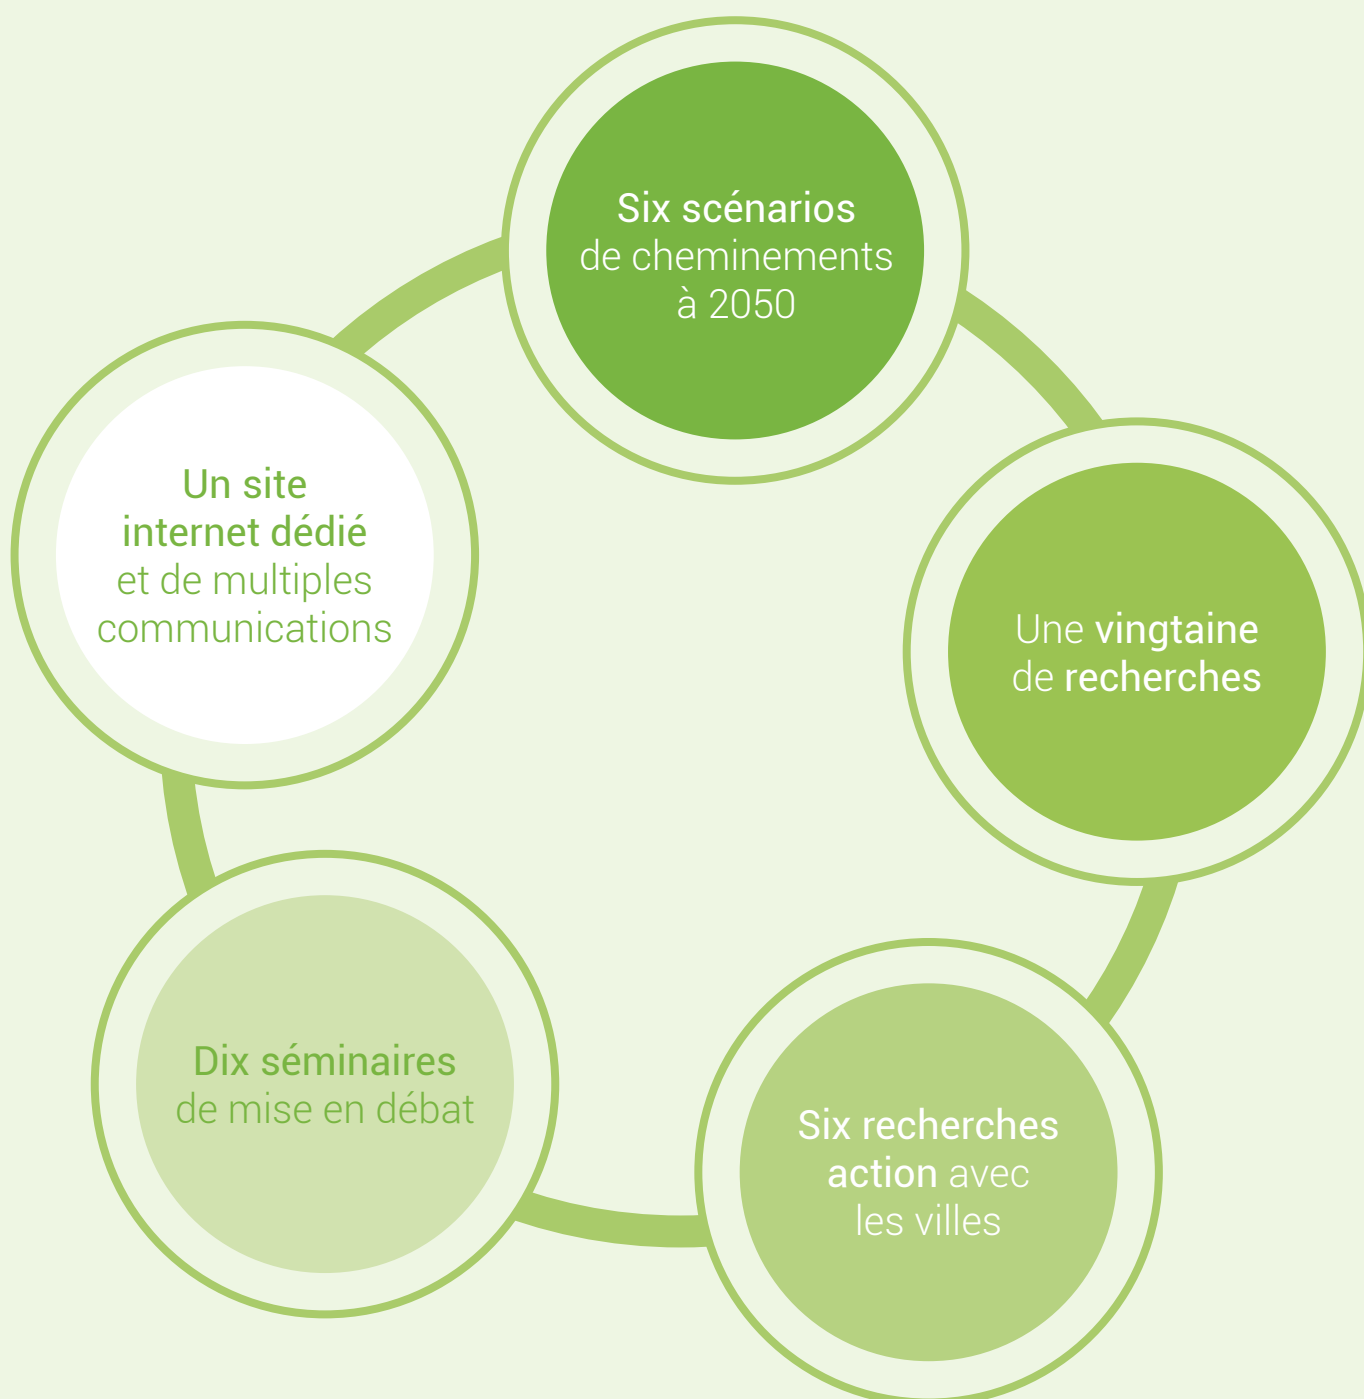 Six scénarios
de cheminements
à 2050
Une vingtaine
de recherches
Six recherches
action avec
les villes
Dix séminaires
de mise en débat
Un site
internet dédié
et de multiples
communications